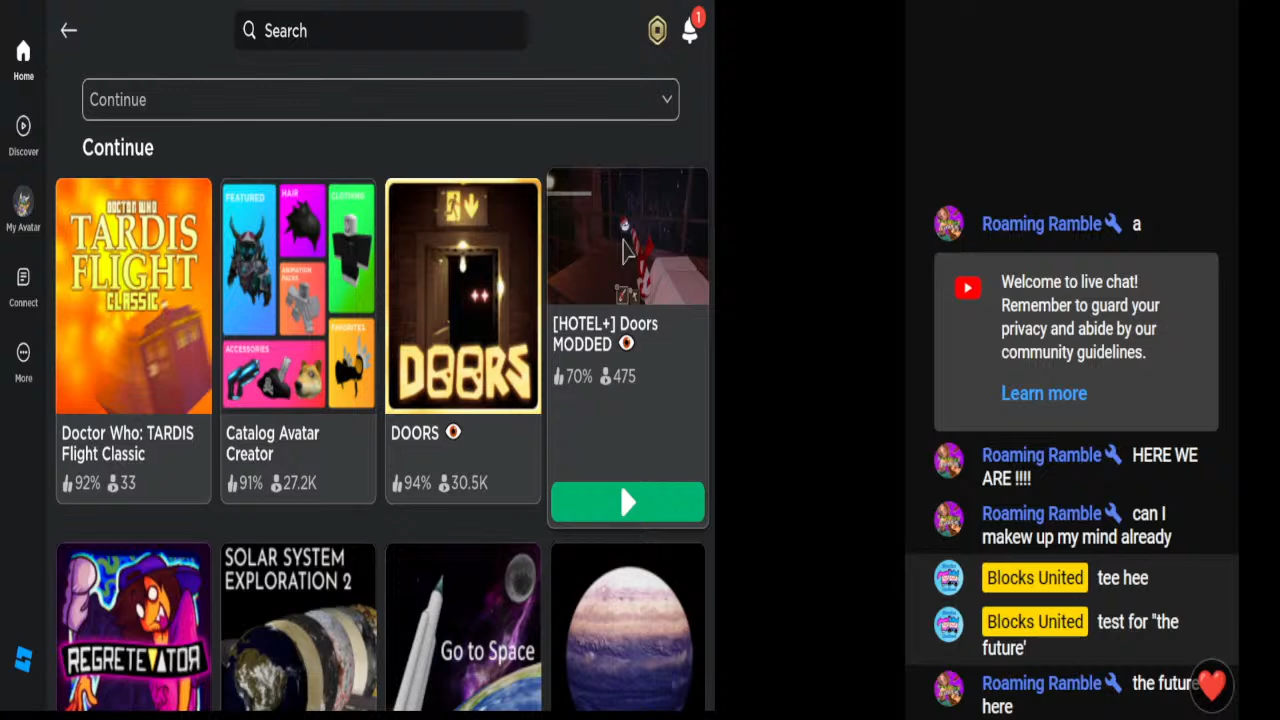 Search
1
Home
Discover
My Avatar
Connect
More
Continue
Continue
DOCTOR WHO
TARDIS
FLIGHT
CLASSIC
Doctor Who: TARDIS
Flight Classic
92% 33
FEATURED
HAIR
CLOTHING
ANIMATION
PACKS
ACCESSORIES
FAVORITES
Catalog Avatar
Creator
91% 27.2K
DOORS
DOORS
94% 30.5K
[HOTEL+] Doors
MODDED
70% 475
REGRETEVATOR
SOLAR SYSTEM
EXPLORATION 2
Go to Space
Roaming Ramble a
Welcome to live chat!
Remember to guard your
privacy and abide by our
community guidelines.
Learn more
Roaming Ramble HERE WE
ARE !!!!
Roaming Ramble can I
makew up my mind already
Blocks United tee hee
Blocks United test for "the
future'
Roaming Ramble the future
here